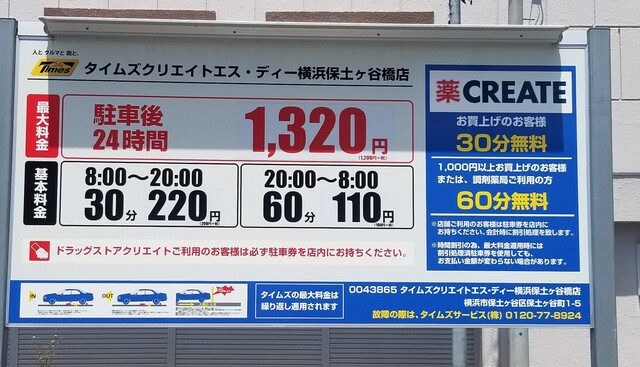 人と クルマと 街と。
Times
タイムズクリエイトエス・ディー横浜保土ヶ谷橋店
最大料金
駐車後
24時間
1,320円
(1,200円+税)
基本料金
8:00〜20:00
30分 220円
(200円+税)
20:00〜8:00
60分 110円
(100円+税)
ドラッグストアクリエイトご利用のお客様は必ず駐車券を店内にお持ちください。
薬 CREATE
お買上げのお客様
30分無料
1,000円以上お買上げのお客様
または、調剤薬局ご利用の方
60分無料
※店舗ご利用のお客様は駐車券を店内に
お持ちください。会計時に割引処理を致します。
※時間割引の為、最大料金適用時には
割引処理済駐車券を使用しても、
お支払い金額が変わらない場合があります。
IN
OUT
タイムズの最大料金は
繰り返し適用されます
0043865 タイムズクリエイトエス・ディー横浜保土ヶ谷橋店
横浜市保土ヶ谷区保土ヶ谷町1-5
故障の際は、タイムズサービス(株) 0120-77-8924